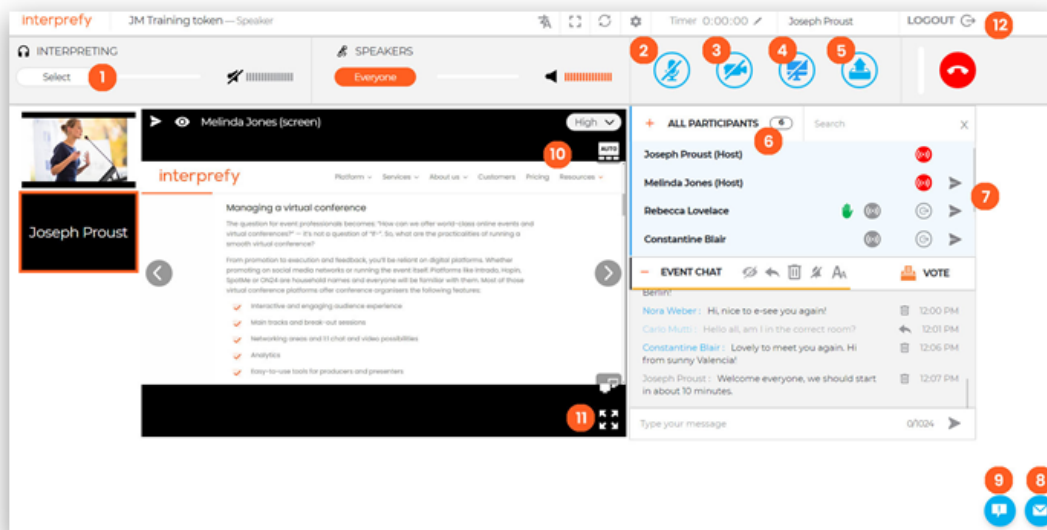 interprefy JM Training token — Speaker Timer 0:00:00 Joseph Proust LOGOUT 12
INTERPRETING SPEAKERS 2 3 4 5
Select 1 Everyone
Melinda Jones (screen) High
AUTO
10
interprefy Platform Services About us Customers Pricing Resources
Managing a virtual conference
The question for event professionals becomes: "How can we offer world-class online events and
virtual conferences?" — it's not a question of "if-". So, what are the practicalities of running a
smooth virtual conference?
From promotion to execution and feedback, you'll be reliant on digital platforms. Whether
promoting on social media networks or running the event itself. Platforms like Intrado, Hopin,
SpotMe or ON24 are household names and everyone will be familiar with them. Most of those
virtual conference platforms offer conference organisers the following features:
Interactive and engaging audience experience
Main tracks and break-out sessions
Networking areas and 1:1 chat and video possibilities
Analytics
Easy-to-use tools for producers and presenters
Joseph Proust
11
+ ALL PARTICIPANTS 6 Search X
6
Joseph Proust (Host)
Melinda Jones (Host) 7
Rebecca Lovelace
Constantine Blair
− EVENT CHAT AA VOTE
Berlin!
Nora Weber : Hi, nice to e-see you again! 12:00 PM
Carlo Mutti : Hello all, am I in the correct room? 12:01 PM
Constantine Blair : Lovely to meet you again. Hi 12:06 PM
from sunny Valencia!
Joseph Proust : Welcome everyone, we should start 12:07 PM
in about 10 minutes.
Type your message 0/1024
9 8